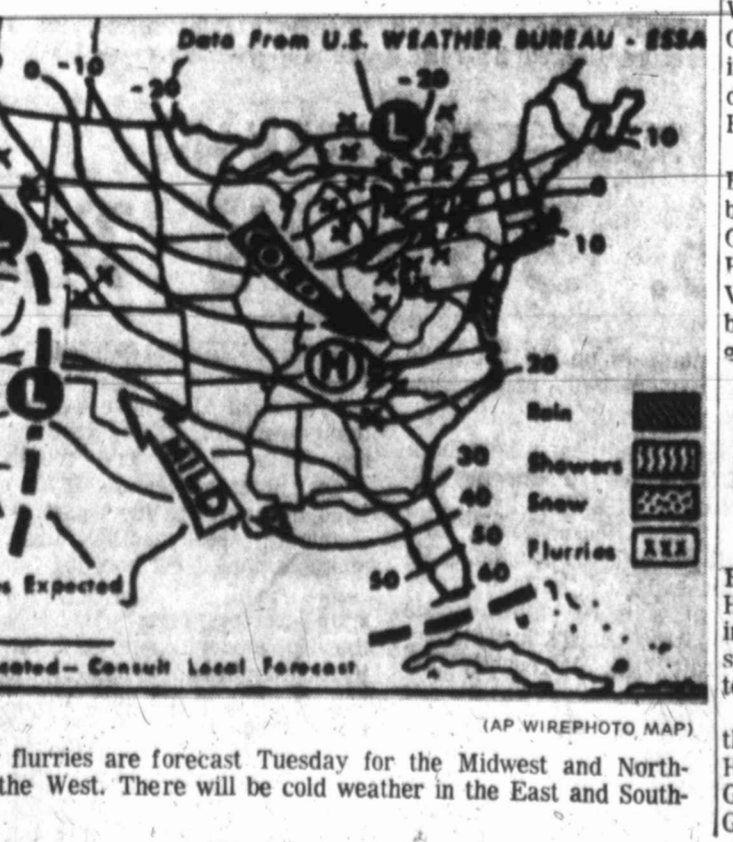 Data From U.S. WEATHER BUREAU - ESSA
0
-10
-20
-20
L
-10
0
10
COLD
H
20
L
Rain
MILD
30
Showers
40
Snow
50
Flurries
50
60
Expected
cated— Consult Local Forecast
(AP WIREPHOTO MAP)
flurries are forecast Tuesday for the Midwest and North-
the West. There will be cold weather in the East and South-